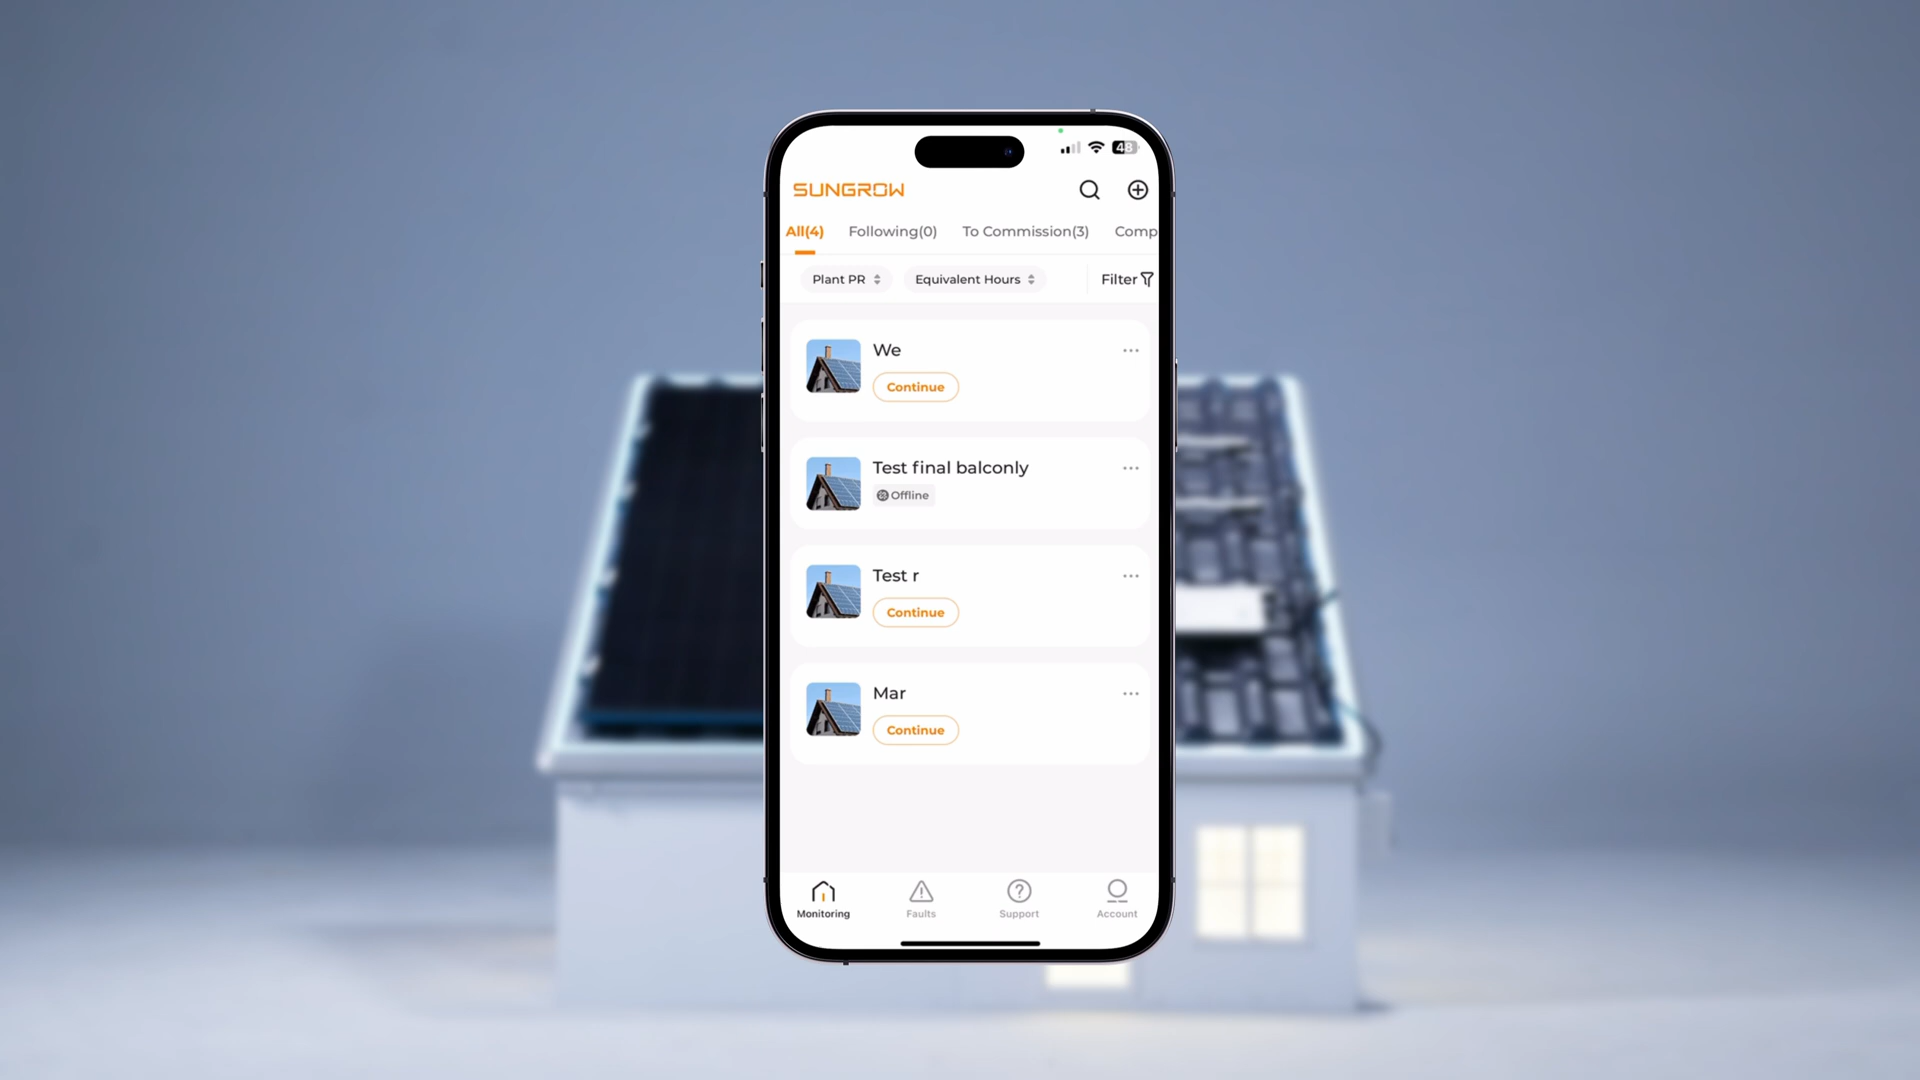 48
SUNGROW
All(4) Following(0) To Commission(3) Comp
Plant PR Equivalent Hours Filter
We
Continue
Test final balconly
Offline
Test r
Continue
Mar
Continue
Monitoring Faults Support Account